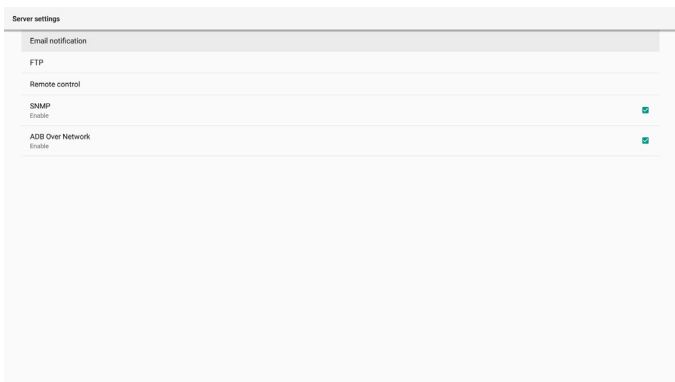 Server settings
Email notification
FTP
Remote control
SNMP
Enable
ADB Over Network
Enable